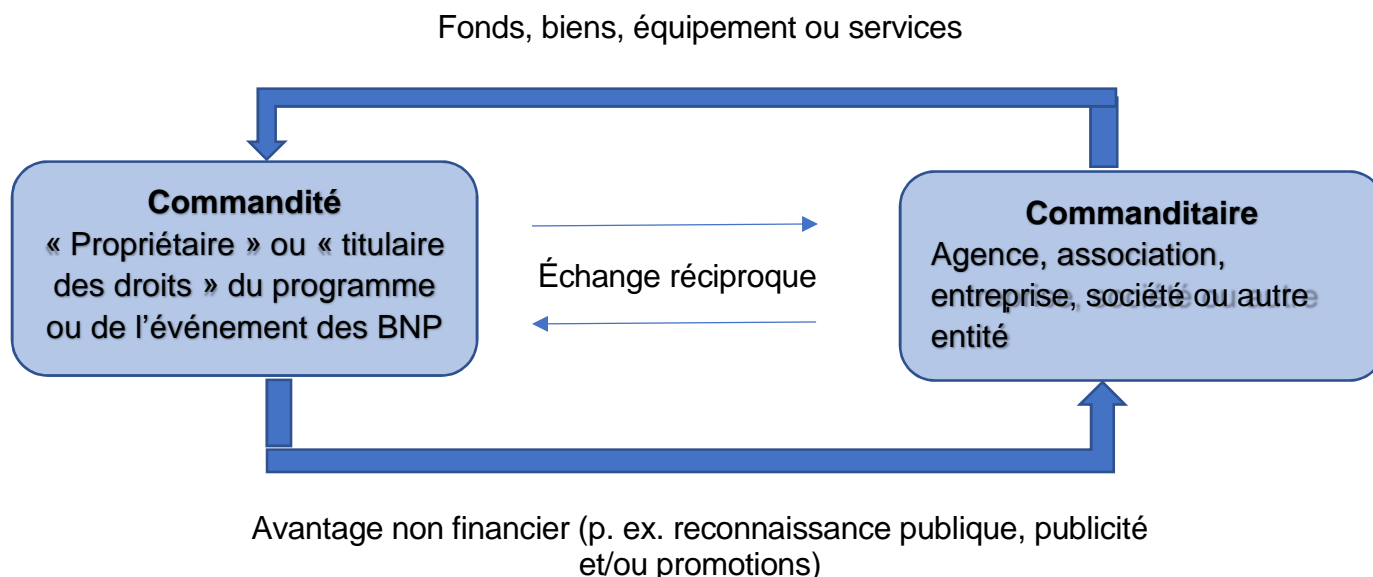 Fonds, biens, équipement ou services
Commandité
« Propriétaire » ou « titulaire
des droits » du programme
ou de l’événement des BNP
Échange réciproque
Commanditaire
Agence, association,
entreprise, société ou autre
entité
Avantage non financier (p. ex. reconnaissance publique, publicité
et/ou promotions)